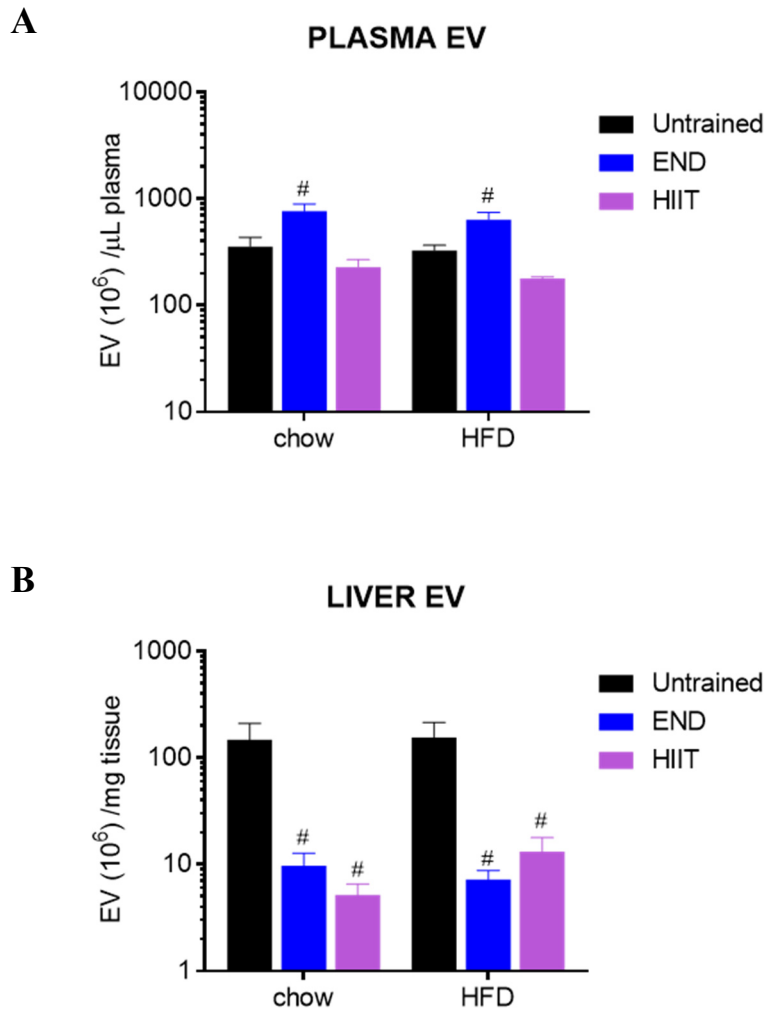 A
PLASMA EV
EV (10⁶) /μL plasma
10000
1000
100
10
# #
chow HFD
Untrained
END
HIIT
B
LIVER EV
EV (10⁶) /mg tissue
1000
100
10
1
# # # #
chow HFD
Untrained
END
HIIT